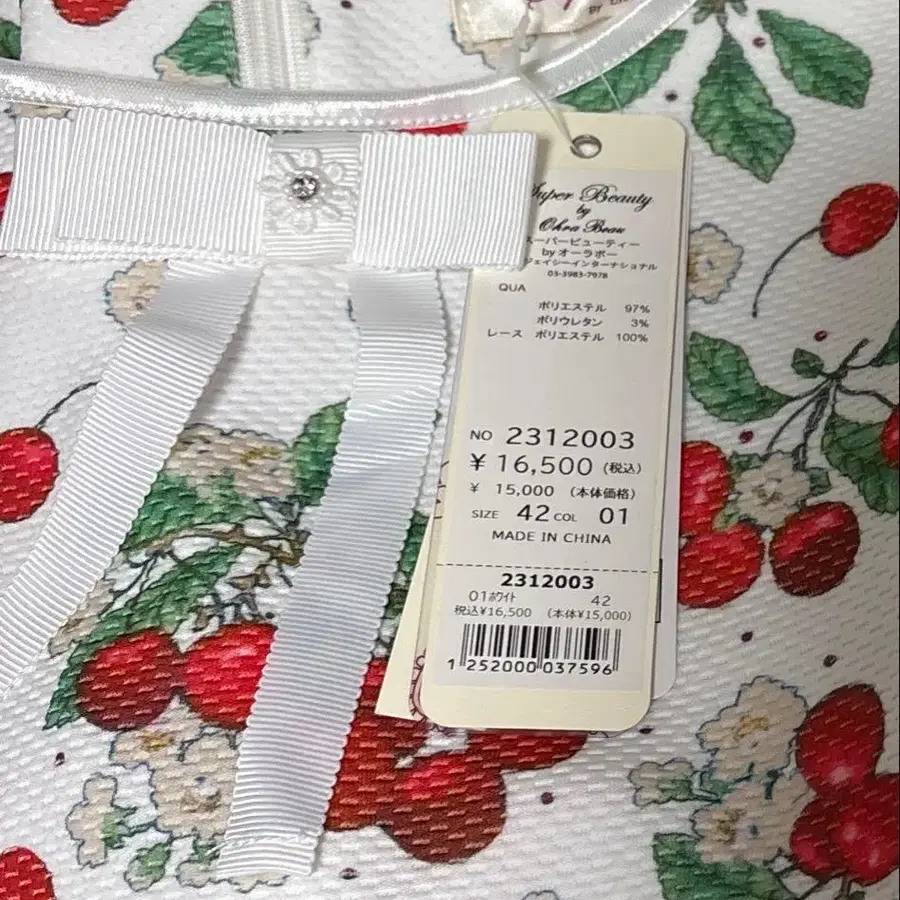 Super Beauty
by
Ohra Beau
スーパービューティー
by オーラボー
ジェイシーインターナショナル
03-3983-7978
QUA
ポリエステル 97%
ポリウレタン 3%
レース ポリエステル 100%
NO 2312003
¥ 16,500 (税込)
¥ 15,000 (本体価格)
SIZE 42 COL 01
MADE IN CHINA
2312003
01ホワイト 42
税込¥16,500 (本体¥15,000)
1 252000 037596